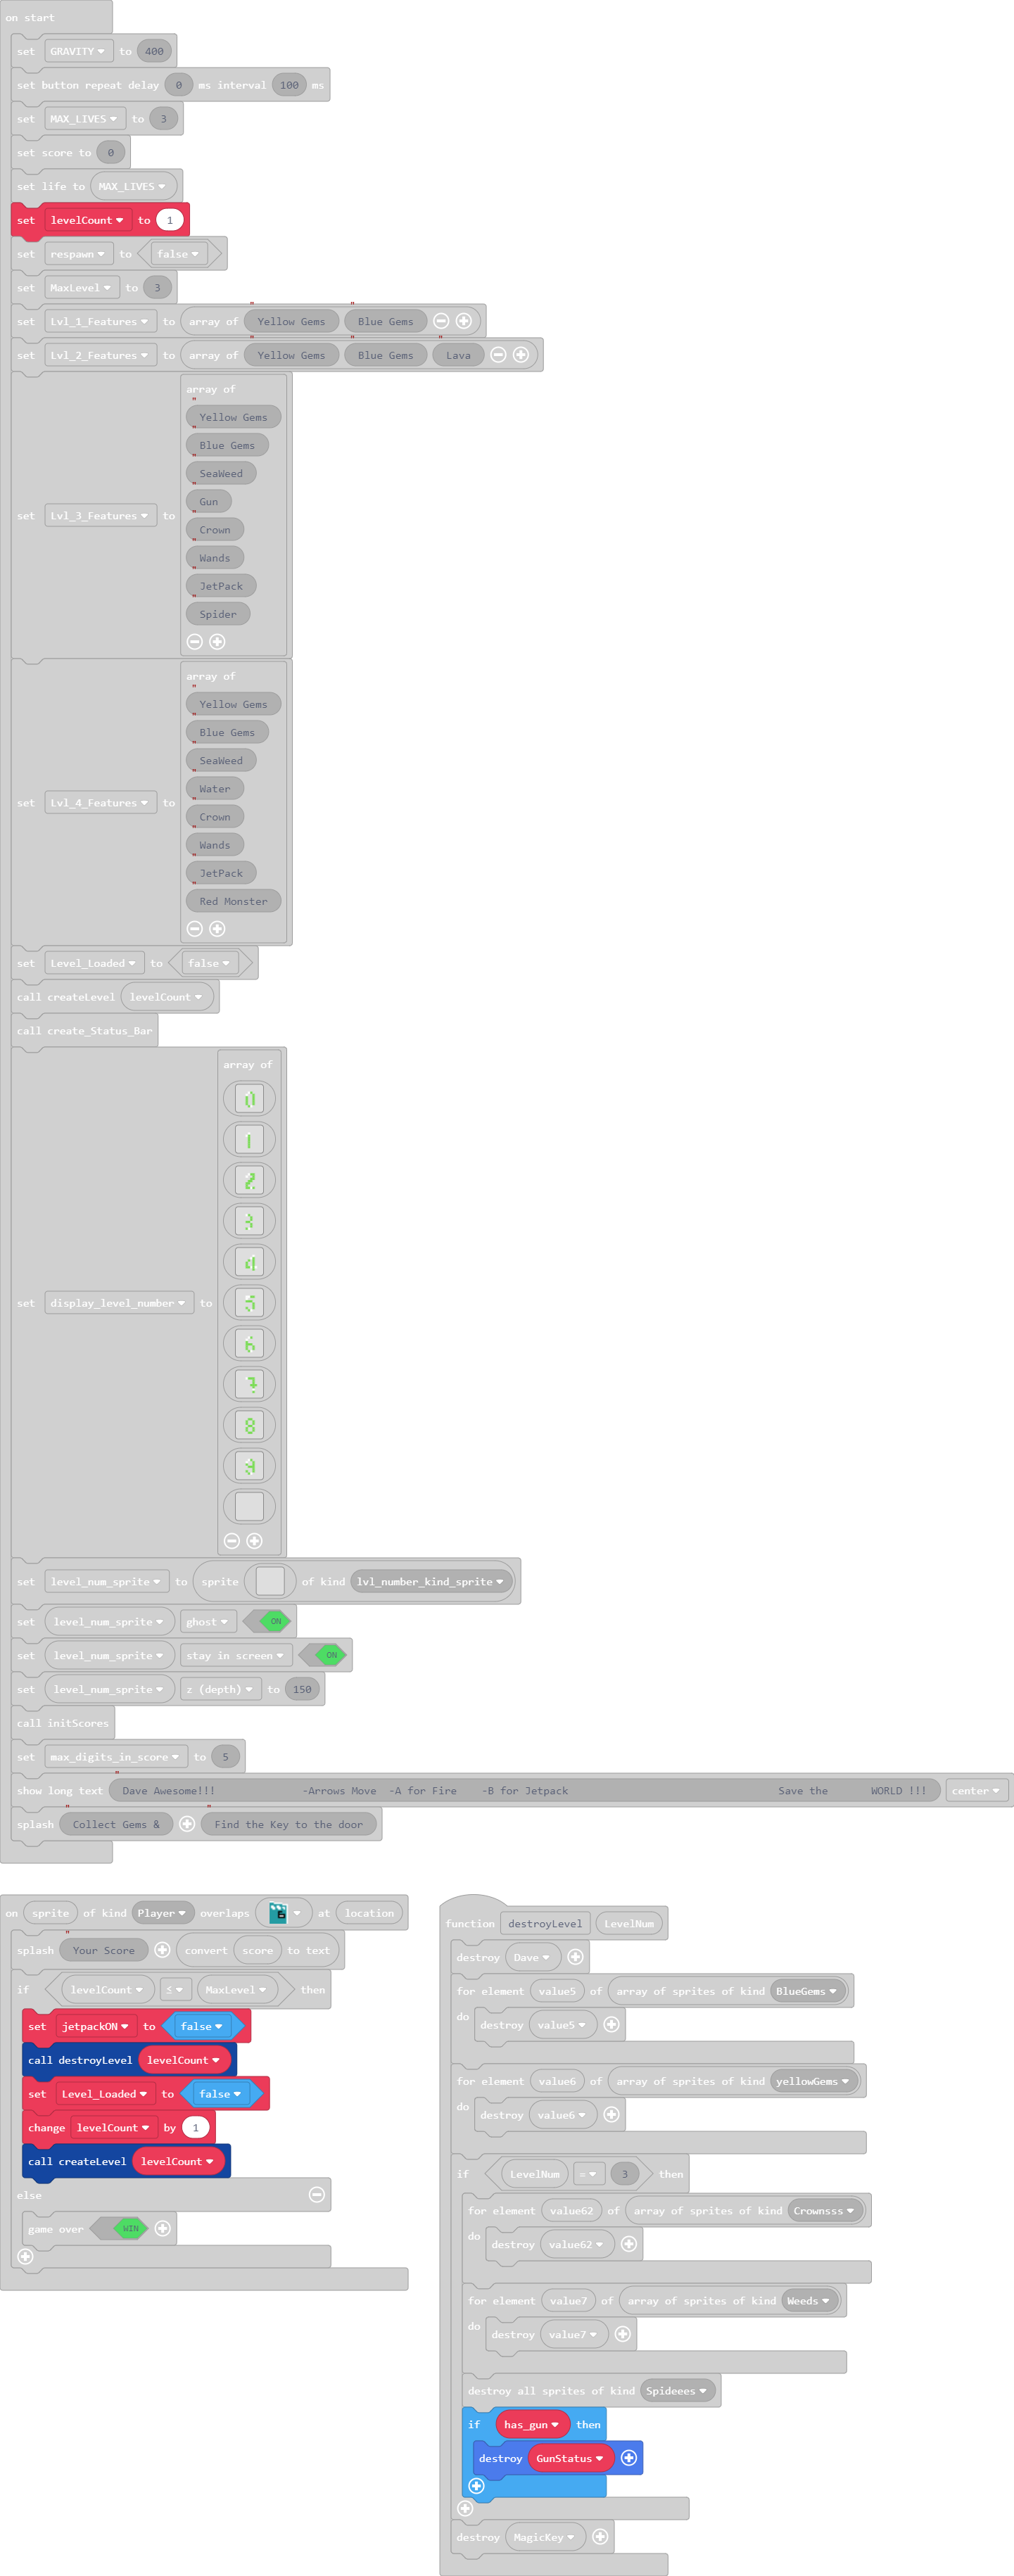 on start
set GRAVITY to 400
set button repeat delay 0 ms interval 100 ms
set MAX_LIVES to 3
set score to 0
set life to MAX_LIVES
set levelCount to 1
set respawn to false
set MaxLevel to 3
set Lvl_1_Features to array of " Yellow Gems " Blue Gems
set Lvl_2_Features to array of " Yellow Gems " Blue Gems " Lava
array of
" Yellow Gems
" Blue Gems
" SeaWeed
set Lvl_3_Features to " Gun
" Crown
" Wands
" JetPack
" Spider
array of
" Yellow Gems
" Blue Gems
" SeaWeed
set Lvl_4_Features to " Water
" Crown
" Wands
" JetPack
" Red Monster
set Level_Loaded to false
call createLevel levelCount
call create_Status_Bar
array of
0
1
2
3
4
set display_level_number to 5
6
7
8
9
set level_num_sprite to sprite of kind lvl_number_kind_sprite
set level_num_sprite ghost ON
set level_num_sprite stay in screen ON
set level_num_sprite z (depth) to 150
call initScores
set max_digits_in_score to 5
show long text " Dave Awesome!!! -Arrows Move -A for Fire -B for Jetpack Save the WORLD !!! center
splash " Collect Gems & " Find the Key to the door
on sprite of kind Player overlaps at location
splash " Your Score convert score to text
if levelCount ≤ MaxLevel then
set jetpackON to false
call destroyLevel levelCount
set Level_Loaded to false
change levelCount by 1
call createLevel levelCount
else
game over WIN
function destroyLevel LevelNum
destroy Dave
for element value5 of array of sprites of kind BlueGems
do destroy value5
for element value6 of array of sprites of kind yellowGems
do destroy value6
if LevelNum = 3 then
for element value62 of array of sprites of kind Crownsss
do destroy value62
for element value7 of array of sprites of kind Weeds
do destroy value7
destroy all sprites of kind Spideees
if has_gun then
destroy GunStatus
destroy MagicKey